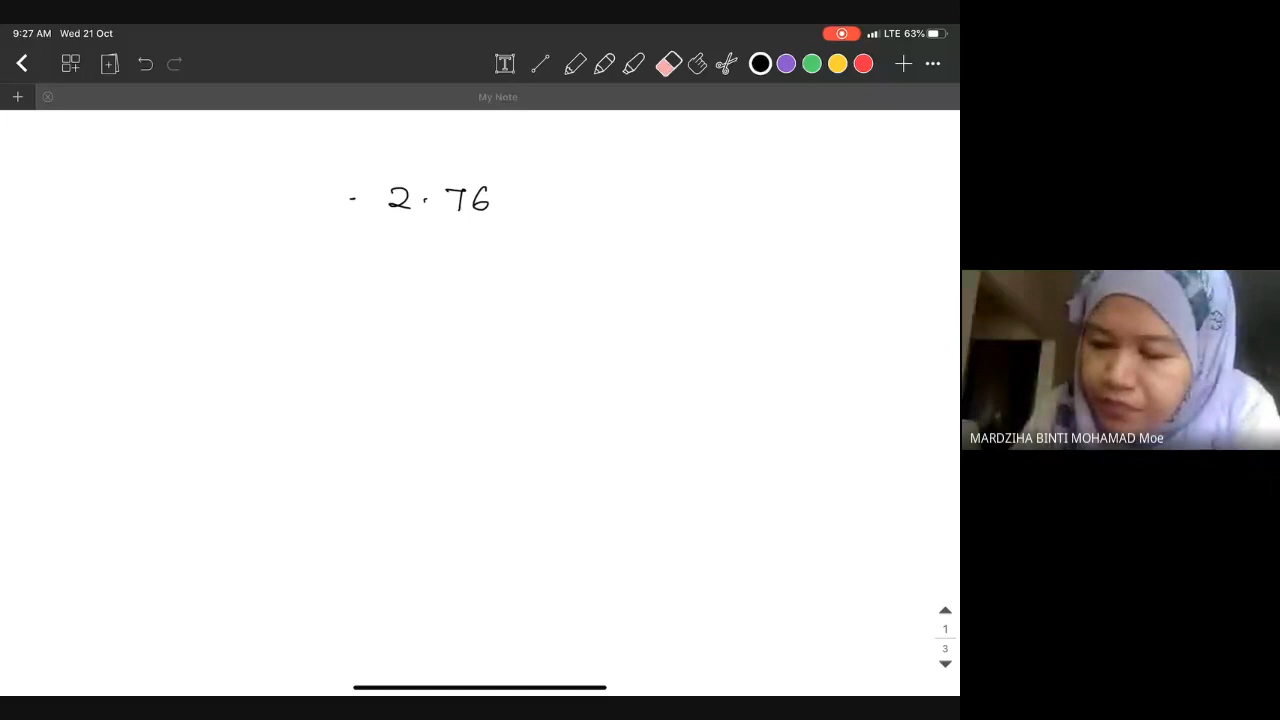 9:27 AM Wed 21 Oct
LTE 63%
My Note
- 2.76
MARDZIHA BINTI MOHAMAD Moe
1
3